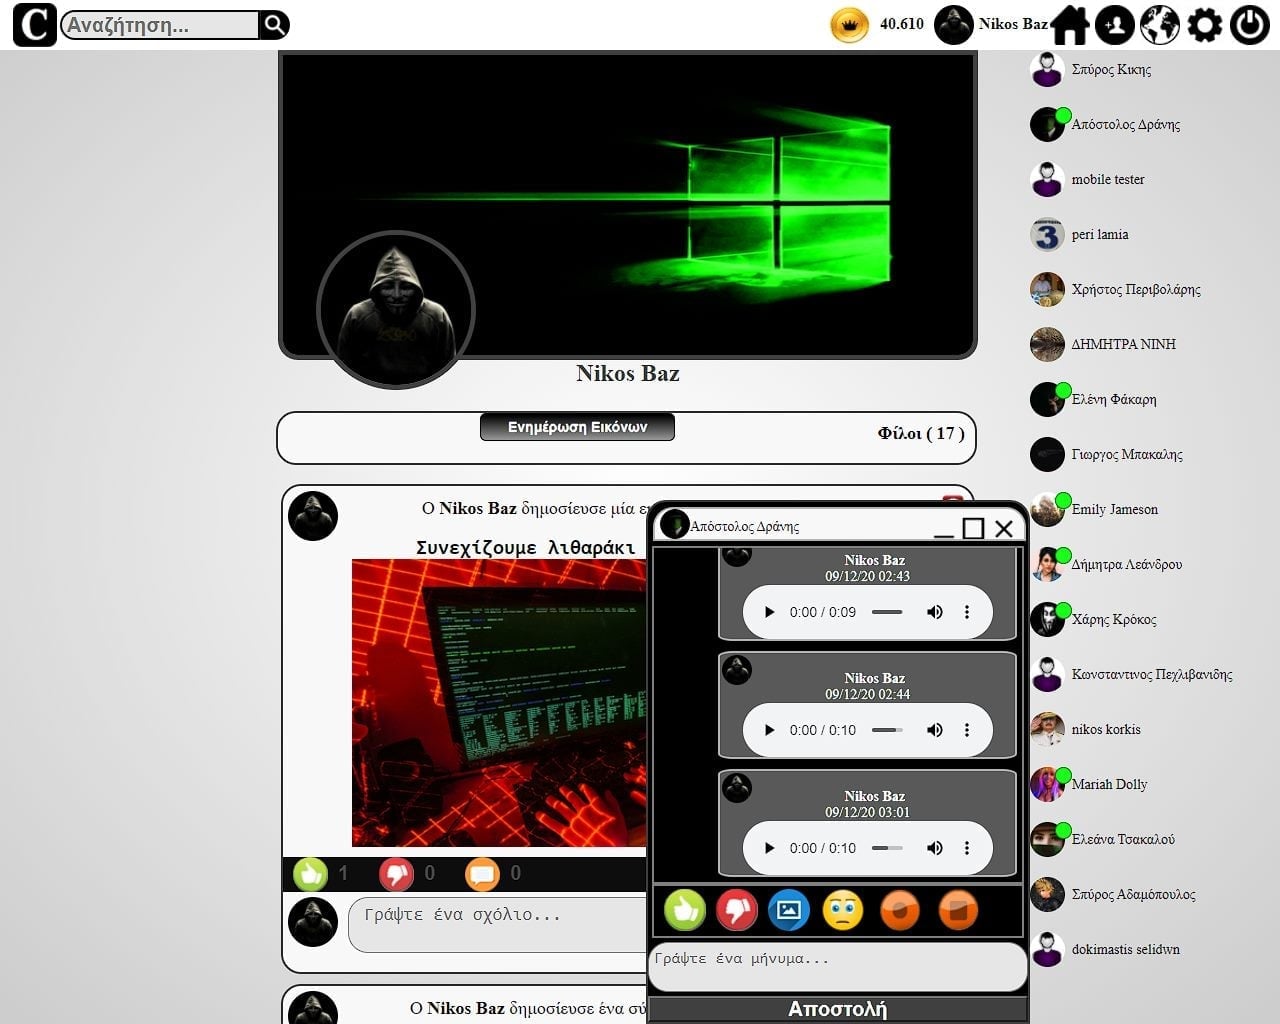 C
Αναζήτηση...
40.610
Nikos Baz
Nikos Baz
Ενημέρωση Εικόνων
Φίλοι ( 17 )
Ο Nikos Baz δημοσίευσε μία
Συνεχίζουμε λιθαράκι
1
0
0
Γράψτε ένα σχόλιο...
Ο Nikos Baz δημοσίευσε ένα
Απόστολος Δράνης
Nikos Baz
09/12/20 02:43
0:00 / 0:09
Nikos Baz
09/12/20 02:44
0:00 / 0:10
Nikos Baz
09/12/20 03:01
0:00 / 0:10
Γράψτε ένα μήνυμα...
Αποστολή
Σπύρος Κικης
Απόστολος Δράνης
mobile tester
3
peri lamia
Χρήστος Περιβολάρης
ΔΗΜΗΤΡΑ ΝΙΝΗ
Ελένη Φάκαρη
Γιωργος Μπακαλης
Emily Jameson
Δήμητρα Λεάνδρου
Χάρης Κρόκος
Κωνσταντινος Πεχλιβανιδης
nikos korkis
Mariah Dolly
Ελεάνα Τσακαλού
Σπύρος Αδαμόπουλος
dokimastis selidwn